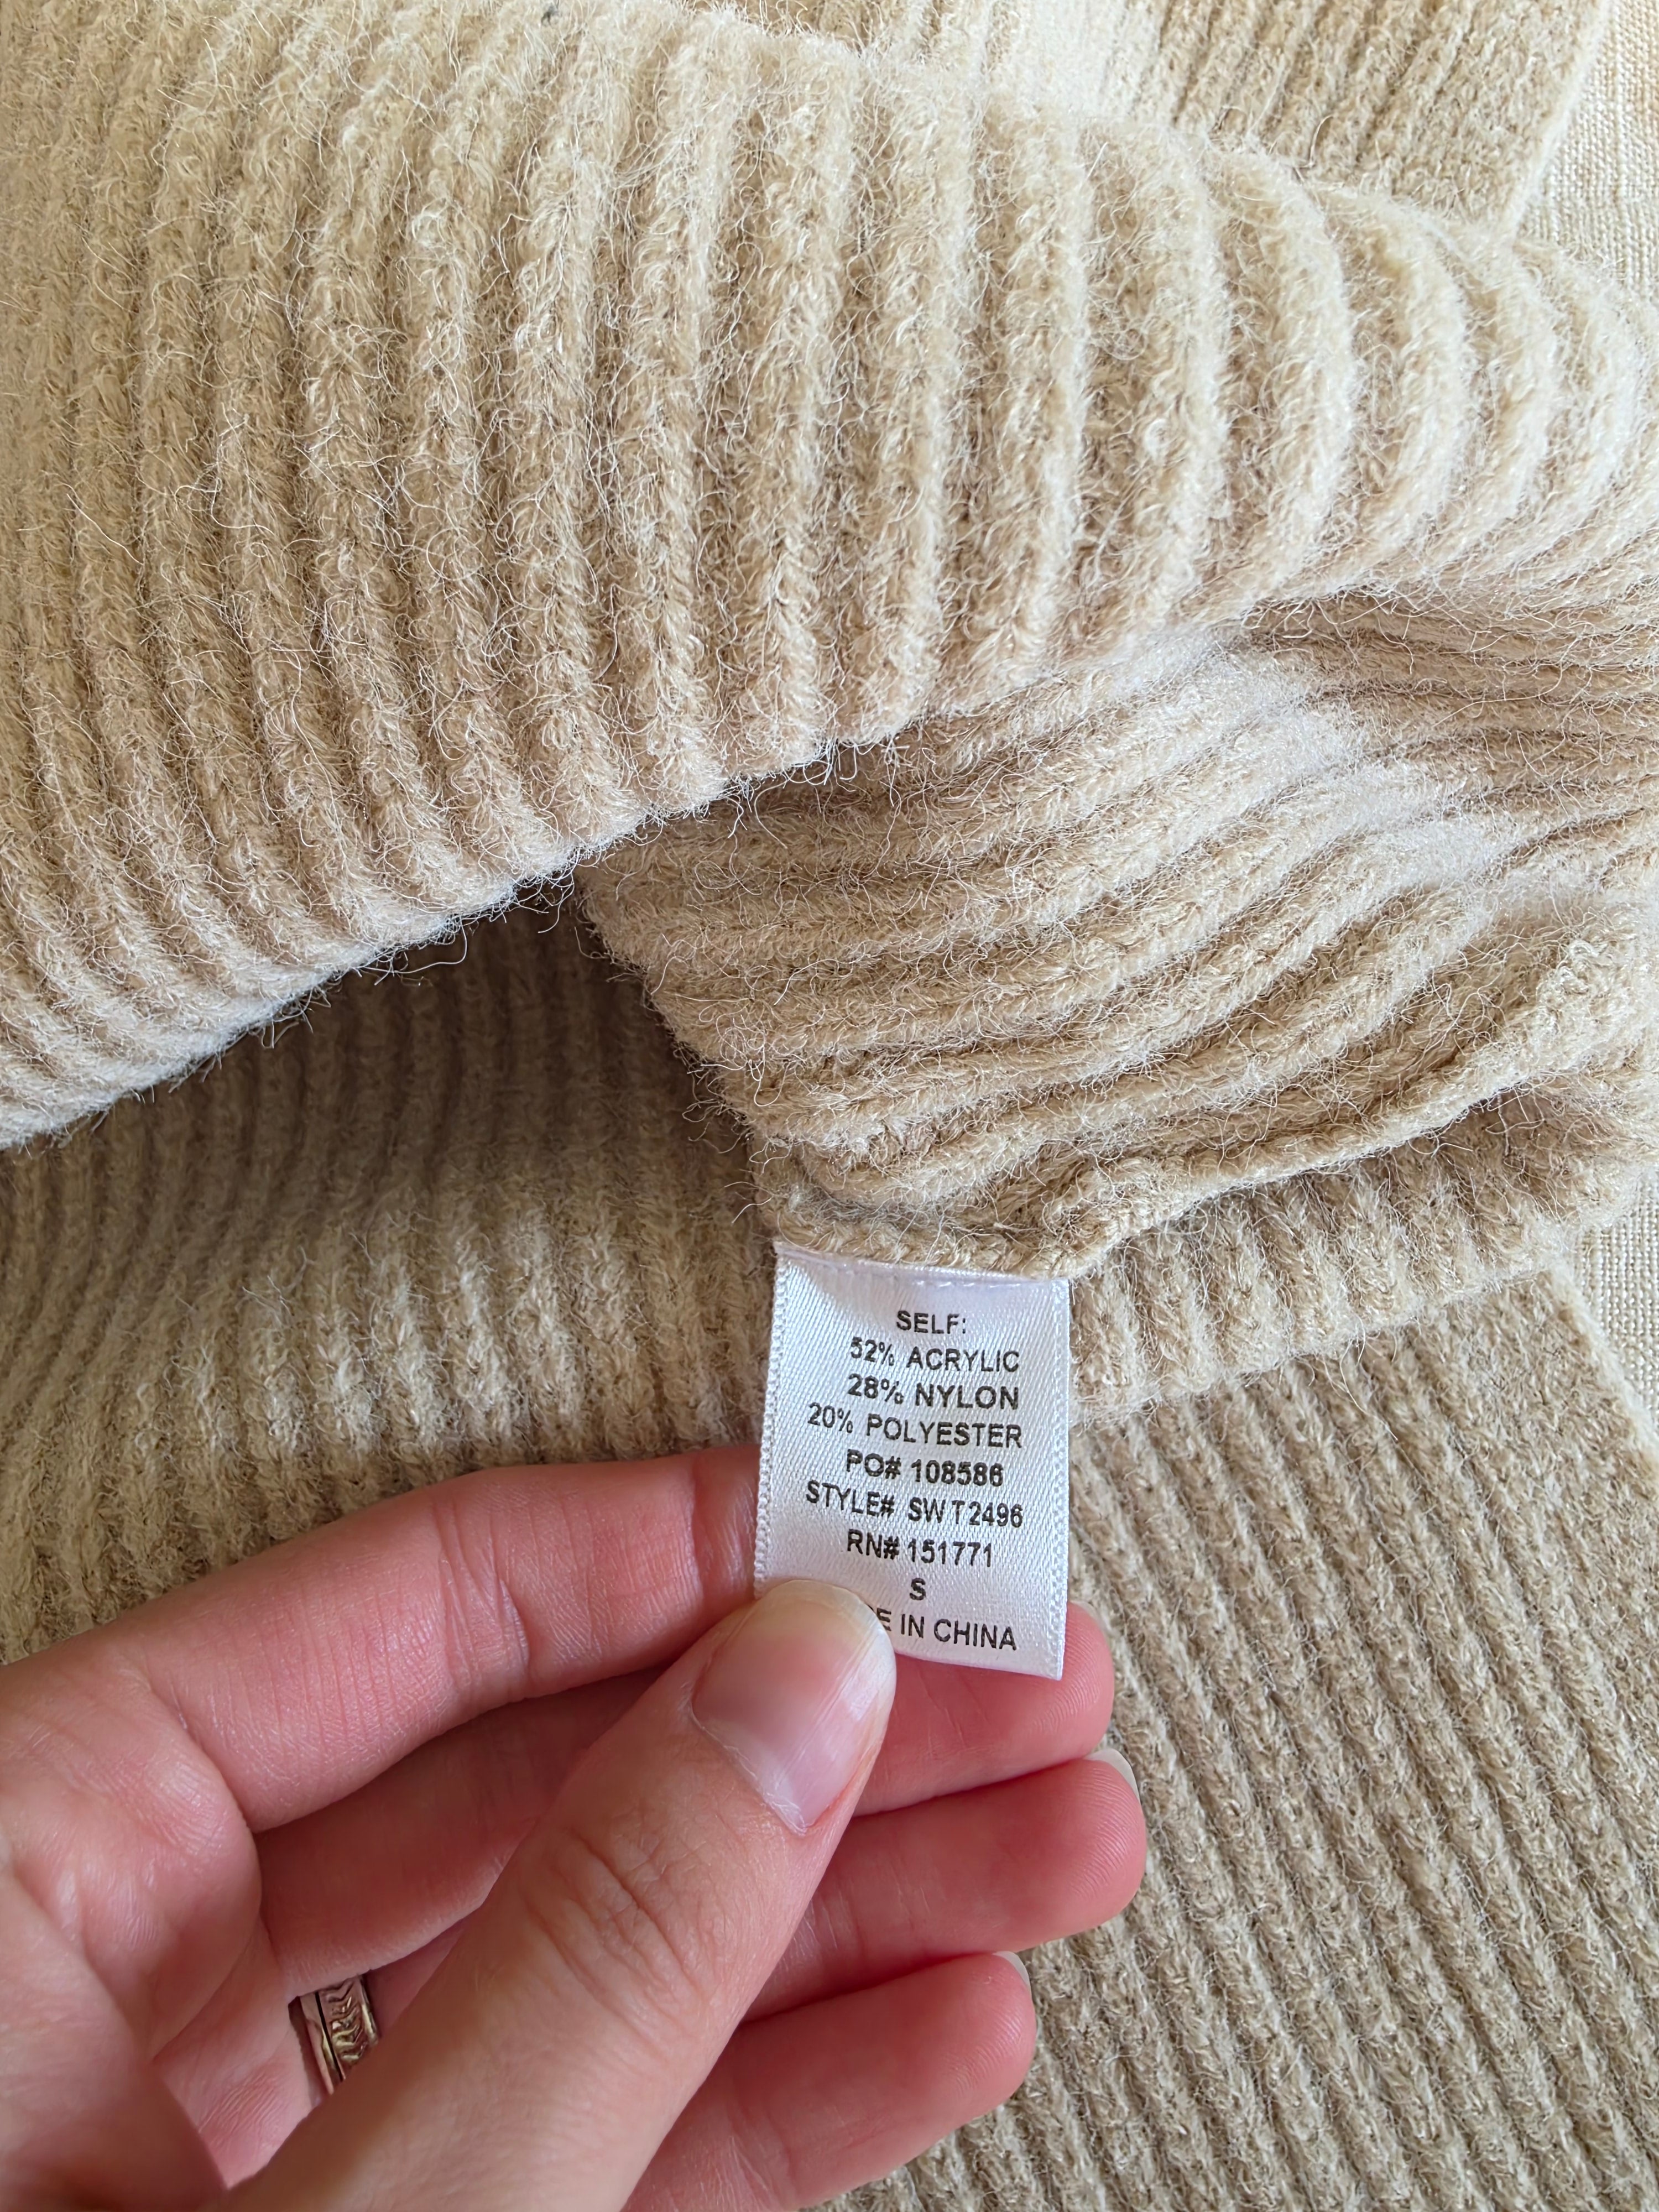 SELF:
52% ACRYLIC
28% NYLON
20% POLYESTER
PO# 108586
STYLE# SWT2496
RN# 151771
S
IN CHINA